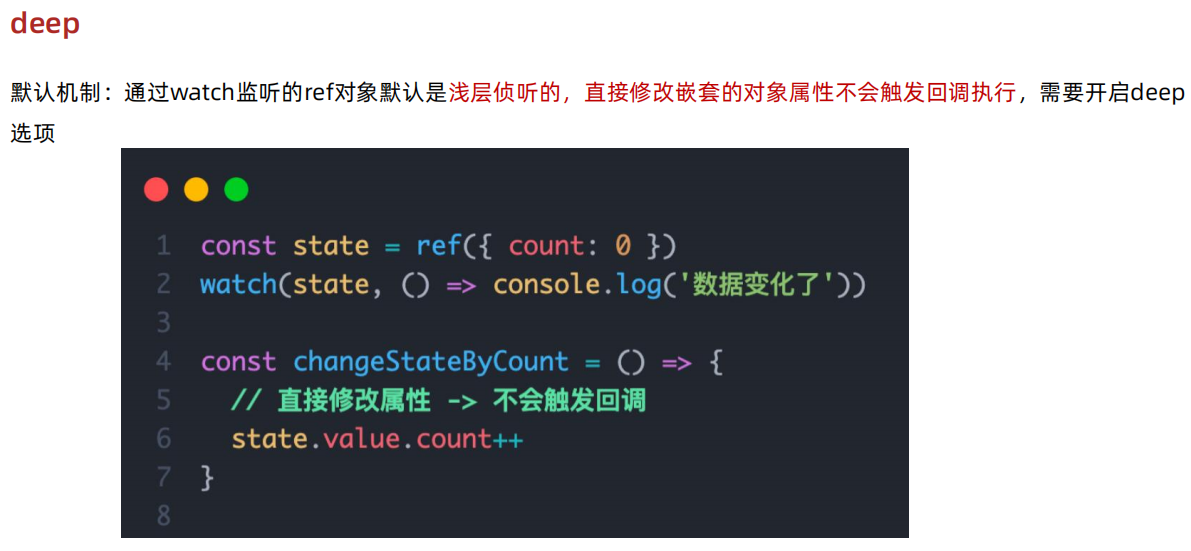 deep
默认机制：通过watch监听的ref对象默认是浅层侦听的，直接修改嵌套的对象属性不会触发回调执行，需要开启deep
选项
1 const state = ref({ count: 0 })
2 watch(state, () => console.log('数据变化了'))
3
4 const changeStateByCount = () => {
5 // 直接修改属性 -> 不会触发回调
6 state.value.count++
7 }
8